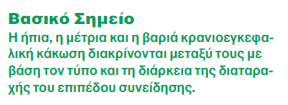 Βασικό Σημείο
Η ήπια, η μέτρια και η βαριά κρανιοεγκεφα-
λική κάκωση διακρίνονται μεταξύ τους με
βάση τον τύπο και τη διάρκεια της διαταρα-
χής του επιπέδου συνείδησης.